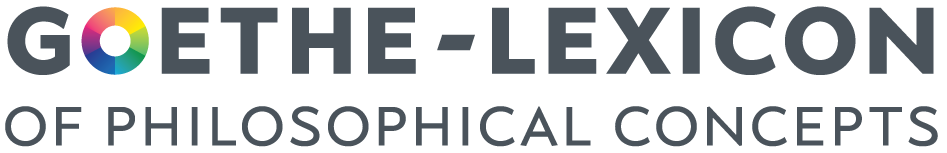 GOETHE-LEXICON
OF PHILOSOPHICAL CONCEPTS